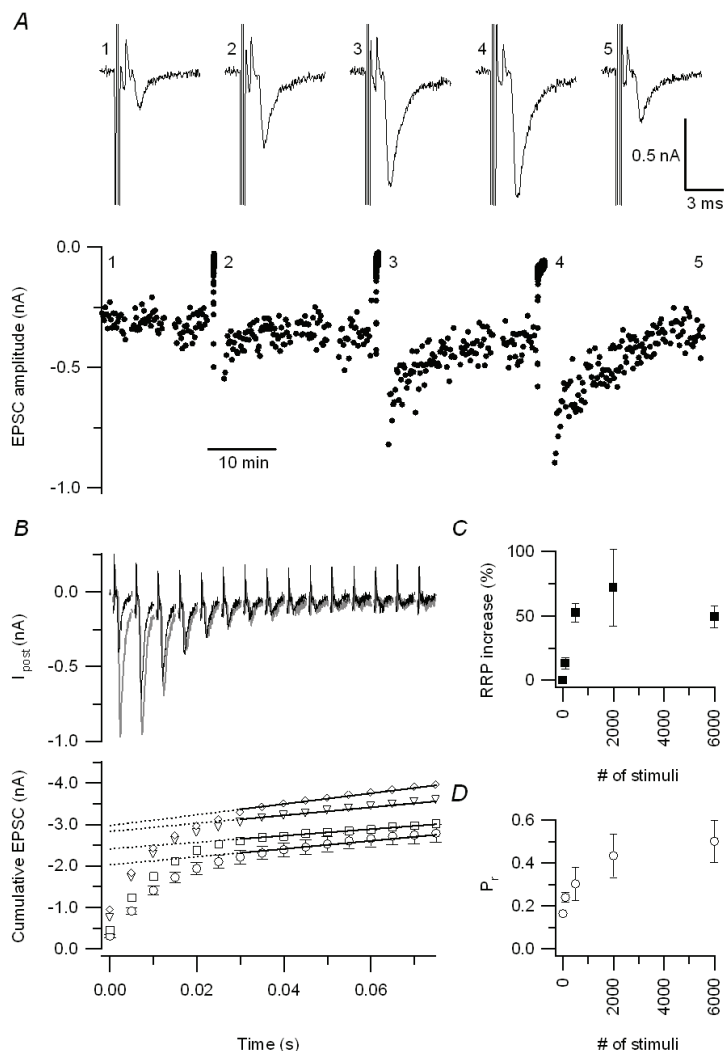 A
1 2 3 4 5
0.5 nA
3 ms
EPSC amplitude (nA)
0.0
-0.5
-1.0
1 2 3 4 5
10 min
B
I post (nA)
0.0
-0.5
-1.0
Cumulative EPSC (nA)
-4.0
-3.0
-2.0
-1.0
0.0
0.00 0.02 0.04 0.06
Time (s)
C
RRP increase (%)
100
50
0
0 2000 4000 6000
# of stimuli
D
Pr
0.6
0.4
0.2
0.0
0 2000 4000 6000
# of stimuli